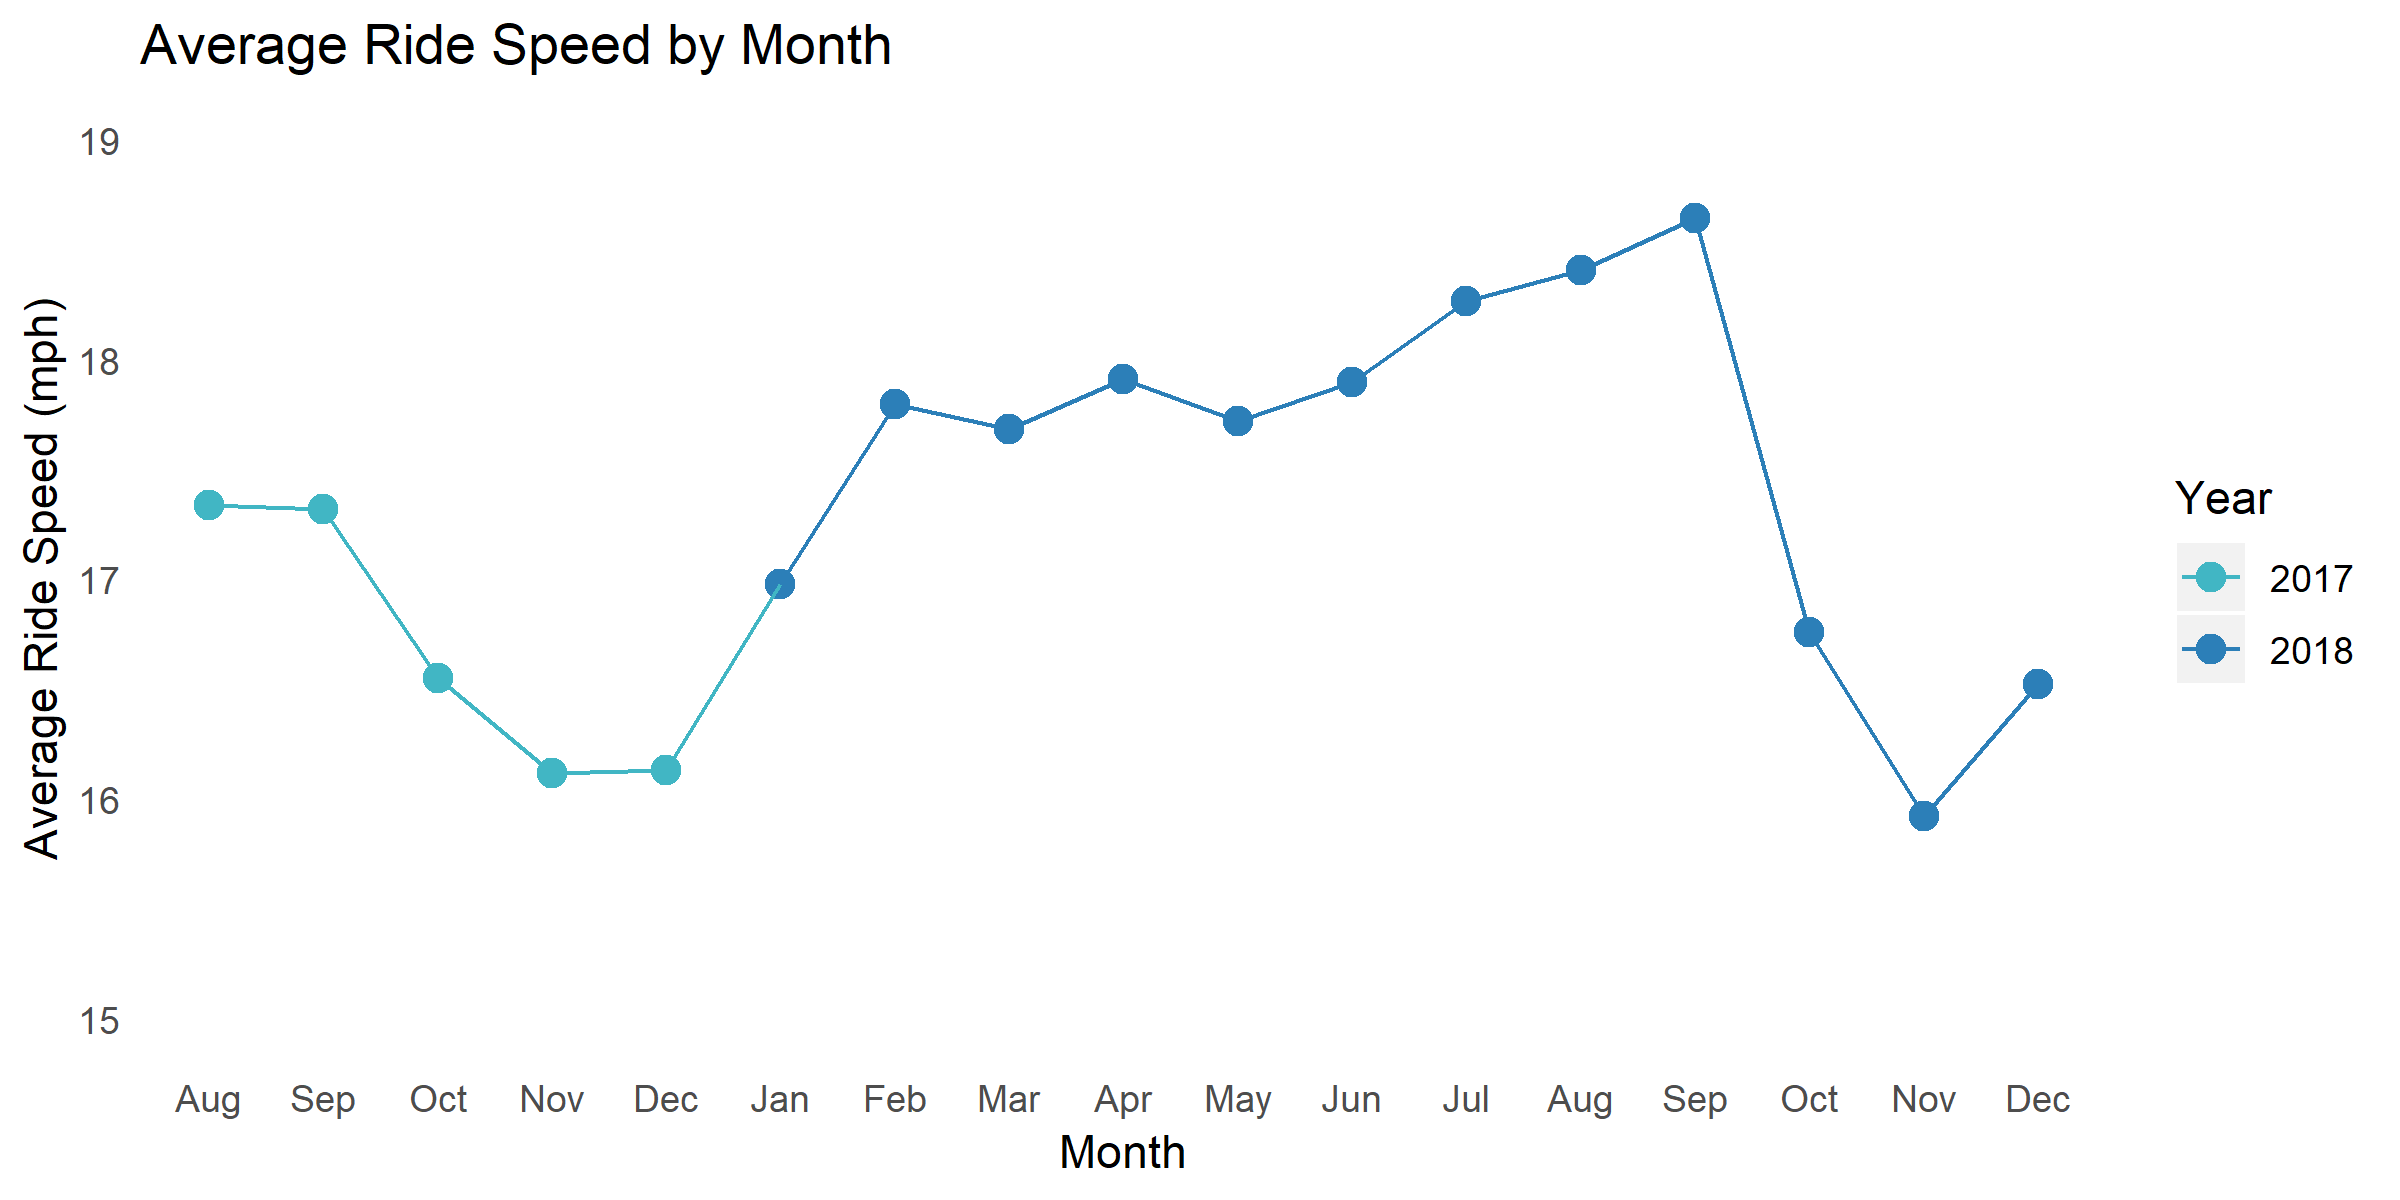 Average Ride Speed by Month
Average Ride Speed (mph)
19
18
17
16
15
Aug Sep Oct Nov Dec Jan Feb Mar Apr May Jun Jul Aug Sep Oct Nov Dec
Month
Year
2017
2018